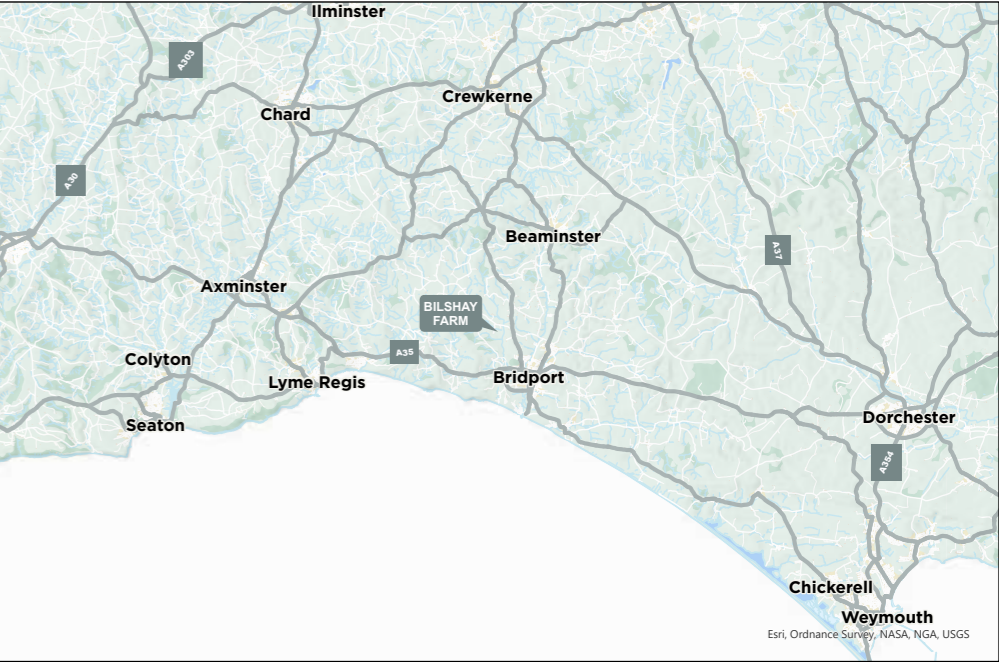 Ilminster
A303
Crewkerne
Chard
A30
Beaminster
A37
Axminster
BILSHAY
FARM
A35
Colyton
Bridport
Lyme Regis
Dorchester
Seaton
A354
Chickerell
Weymouth
Esri, Ordnance Survey, NASA, NGA, USGS